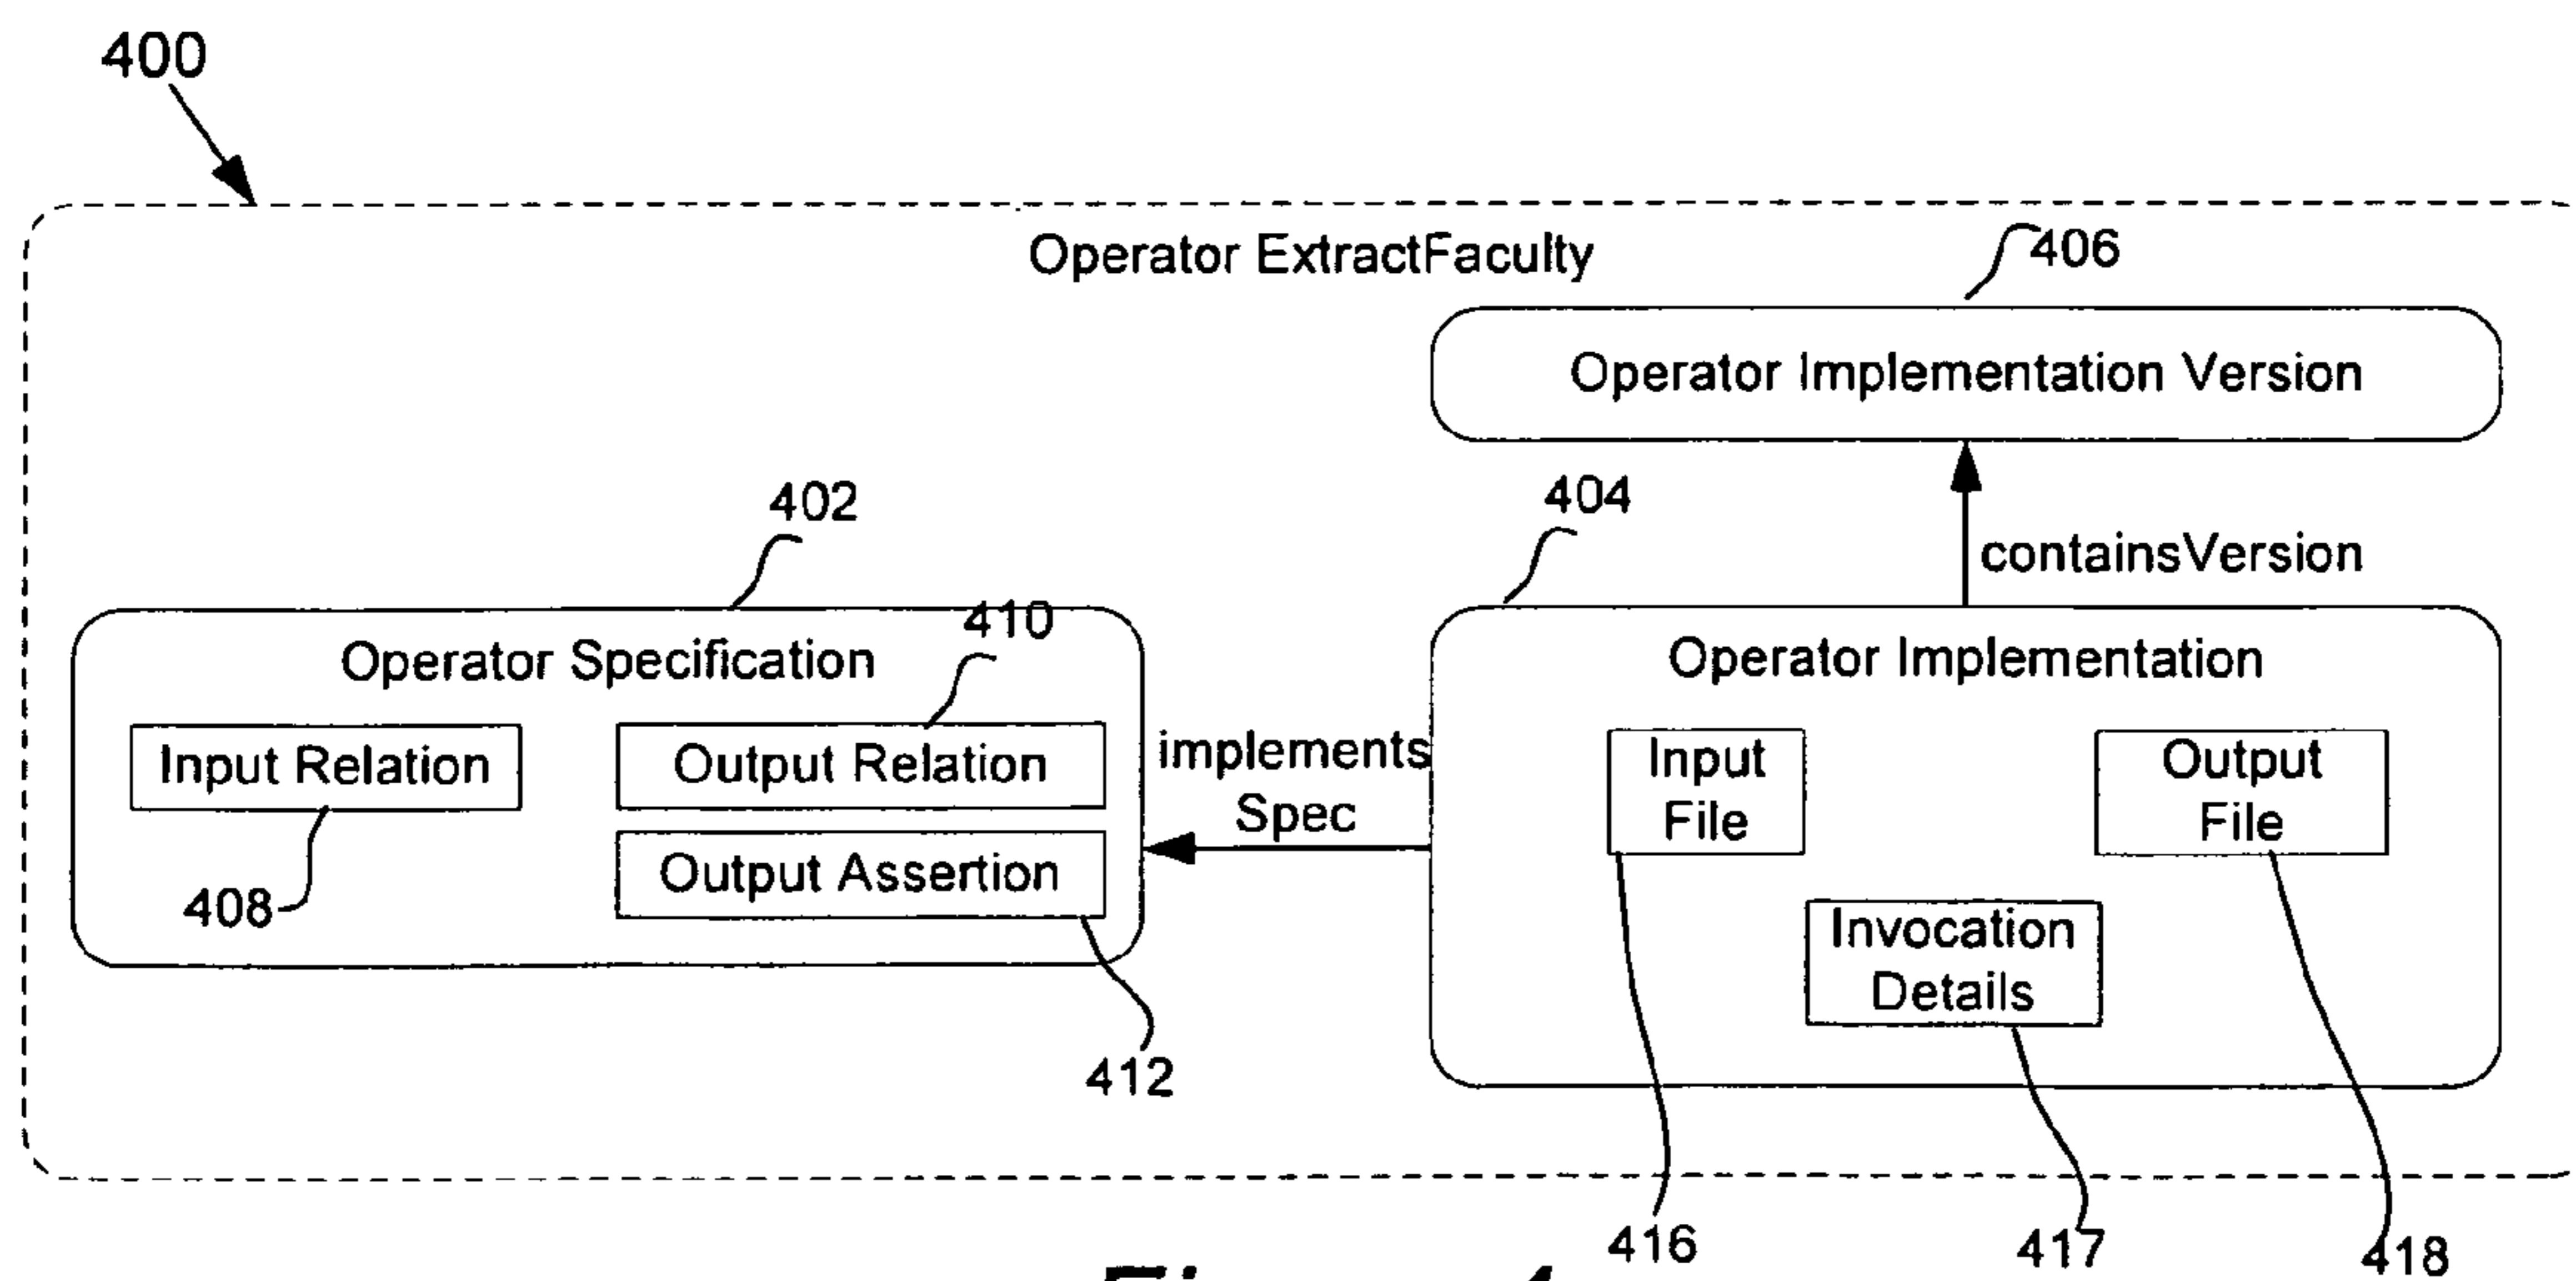 400
Operator ExtractFaculty
406
Operator Implementation Version
402
404
containsVersion
410
Operator Specification
Operator Implementation
Input Relation
Output Relation
implements
Spec
Input
File
Output
File
Output Assertion
408
Invocation
Details
412
416
417
418